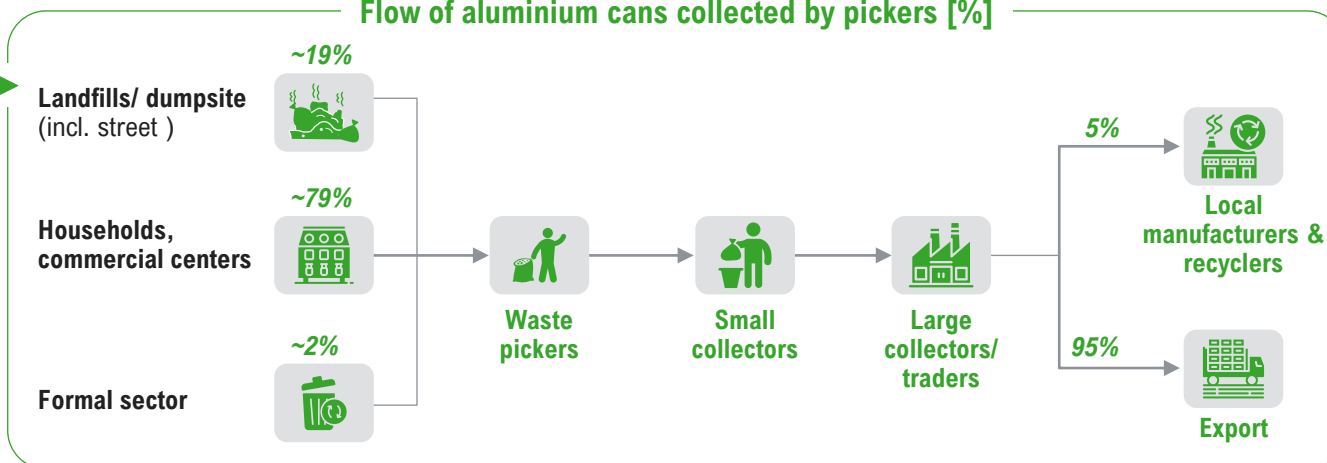 Flow of aluminium cans collected by pickers [%]
~19%
Landfills/ dumpsite
(incl. street )
~79%
Households,
commercial centers
~2%
Formal sector
Waste
pickers
Small
collectors
Large
collectors/
traders
5%
Local
manufacturers &
recyclers
95%
Export